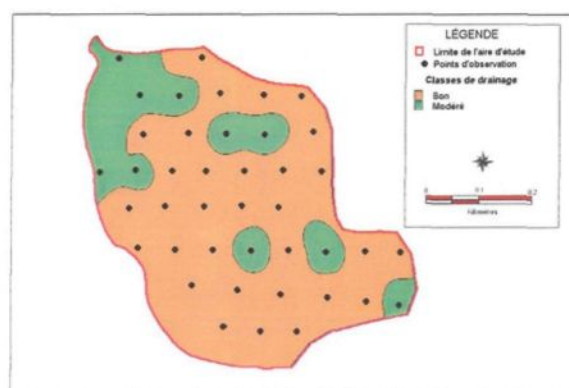 LÉGENDE
Limite de l'aire d'étude
Points d'observation
Classes de drainage
Bon
Modéré
0 0.1 0.2
kilomètres